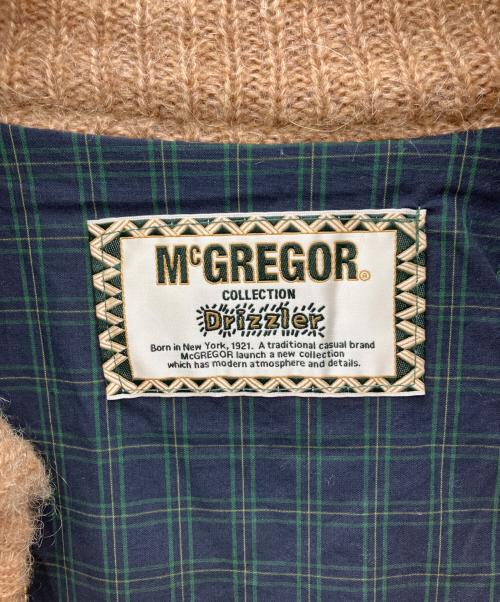 McGREGOR®
COLLECTION
Drizzler
Born in New York, 1921. A traditional casual brand
McGREGOR launch a new collection
which has modern atmosphere and details.